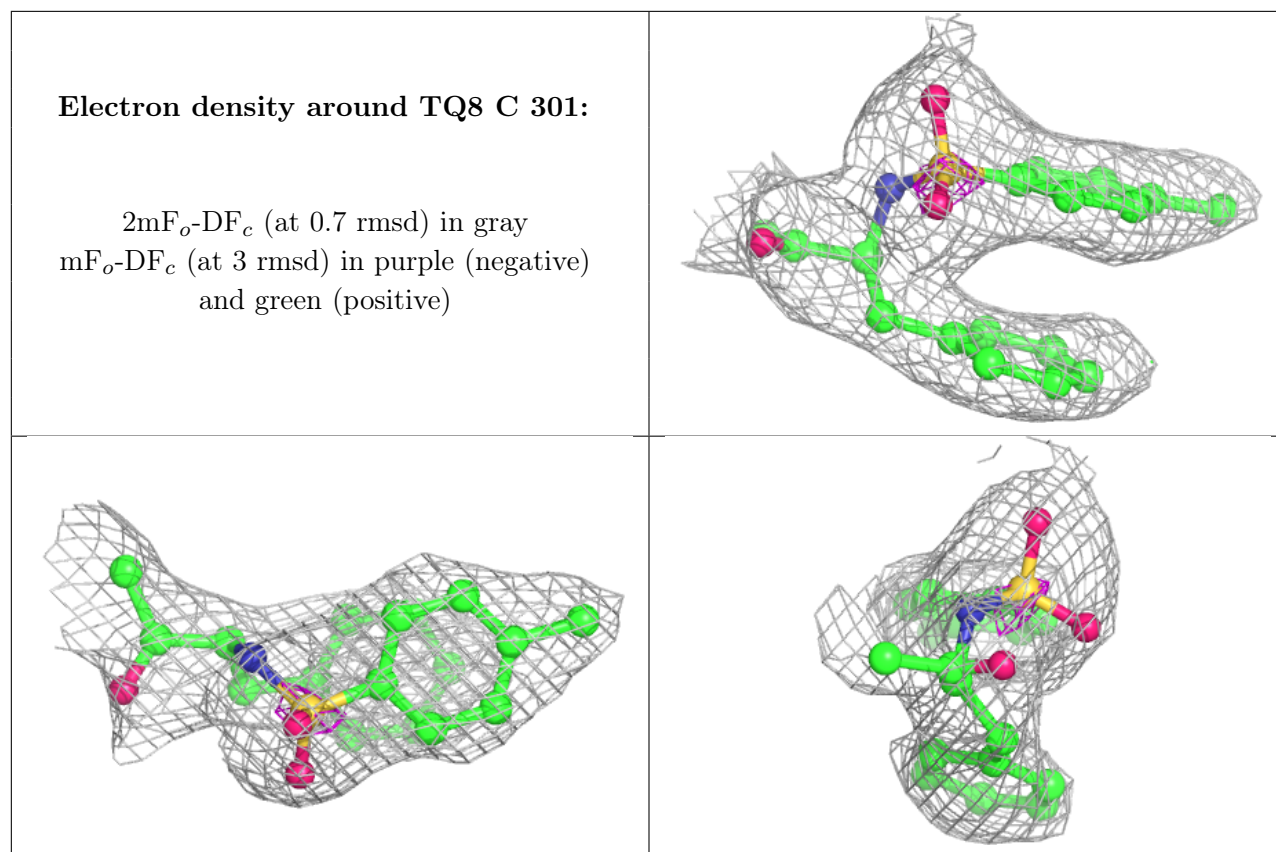 Electron density around TQ8 C 301:
2mFₒ-DF𝒸 (at 0.7 rmsd) in gray
mFₒ-DF𝒸 (at 3 rmsd) in purple (negative)
and green (positive)